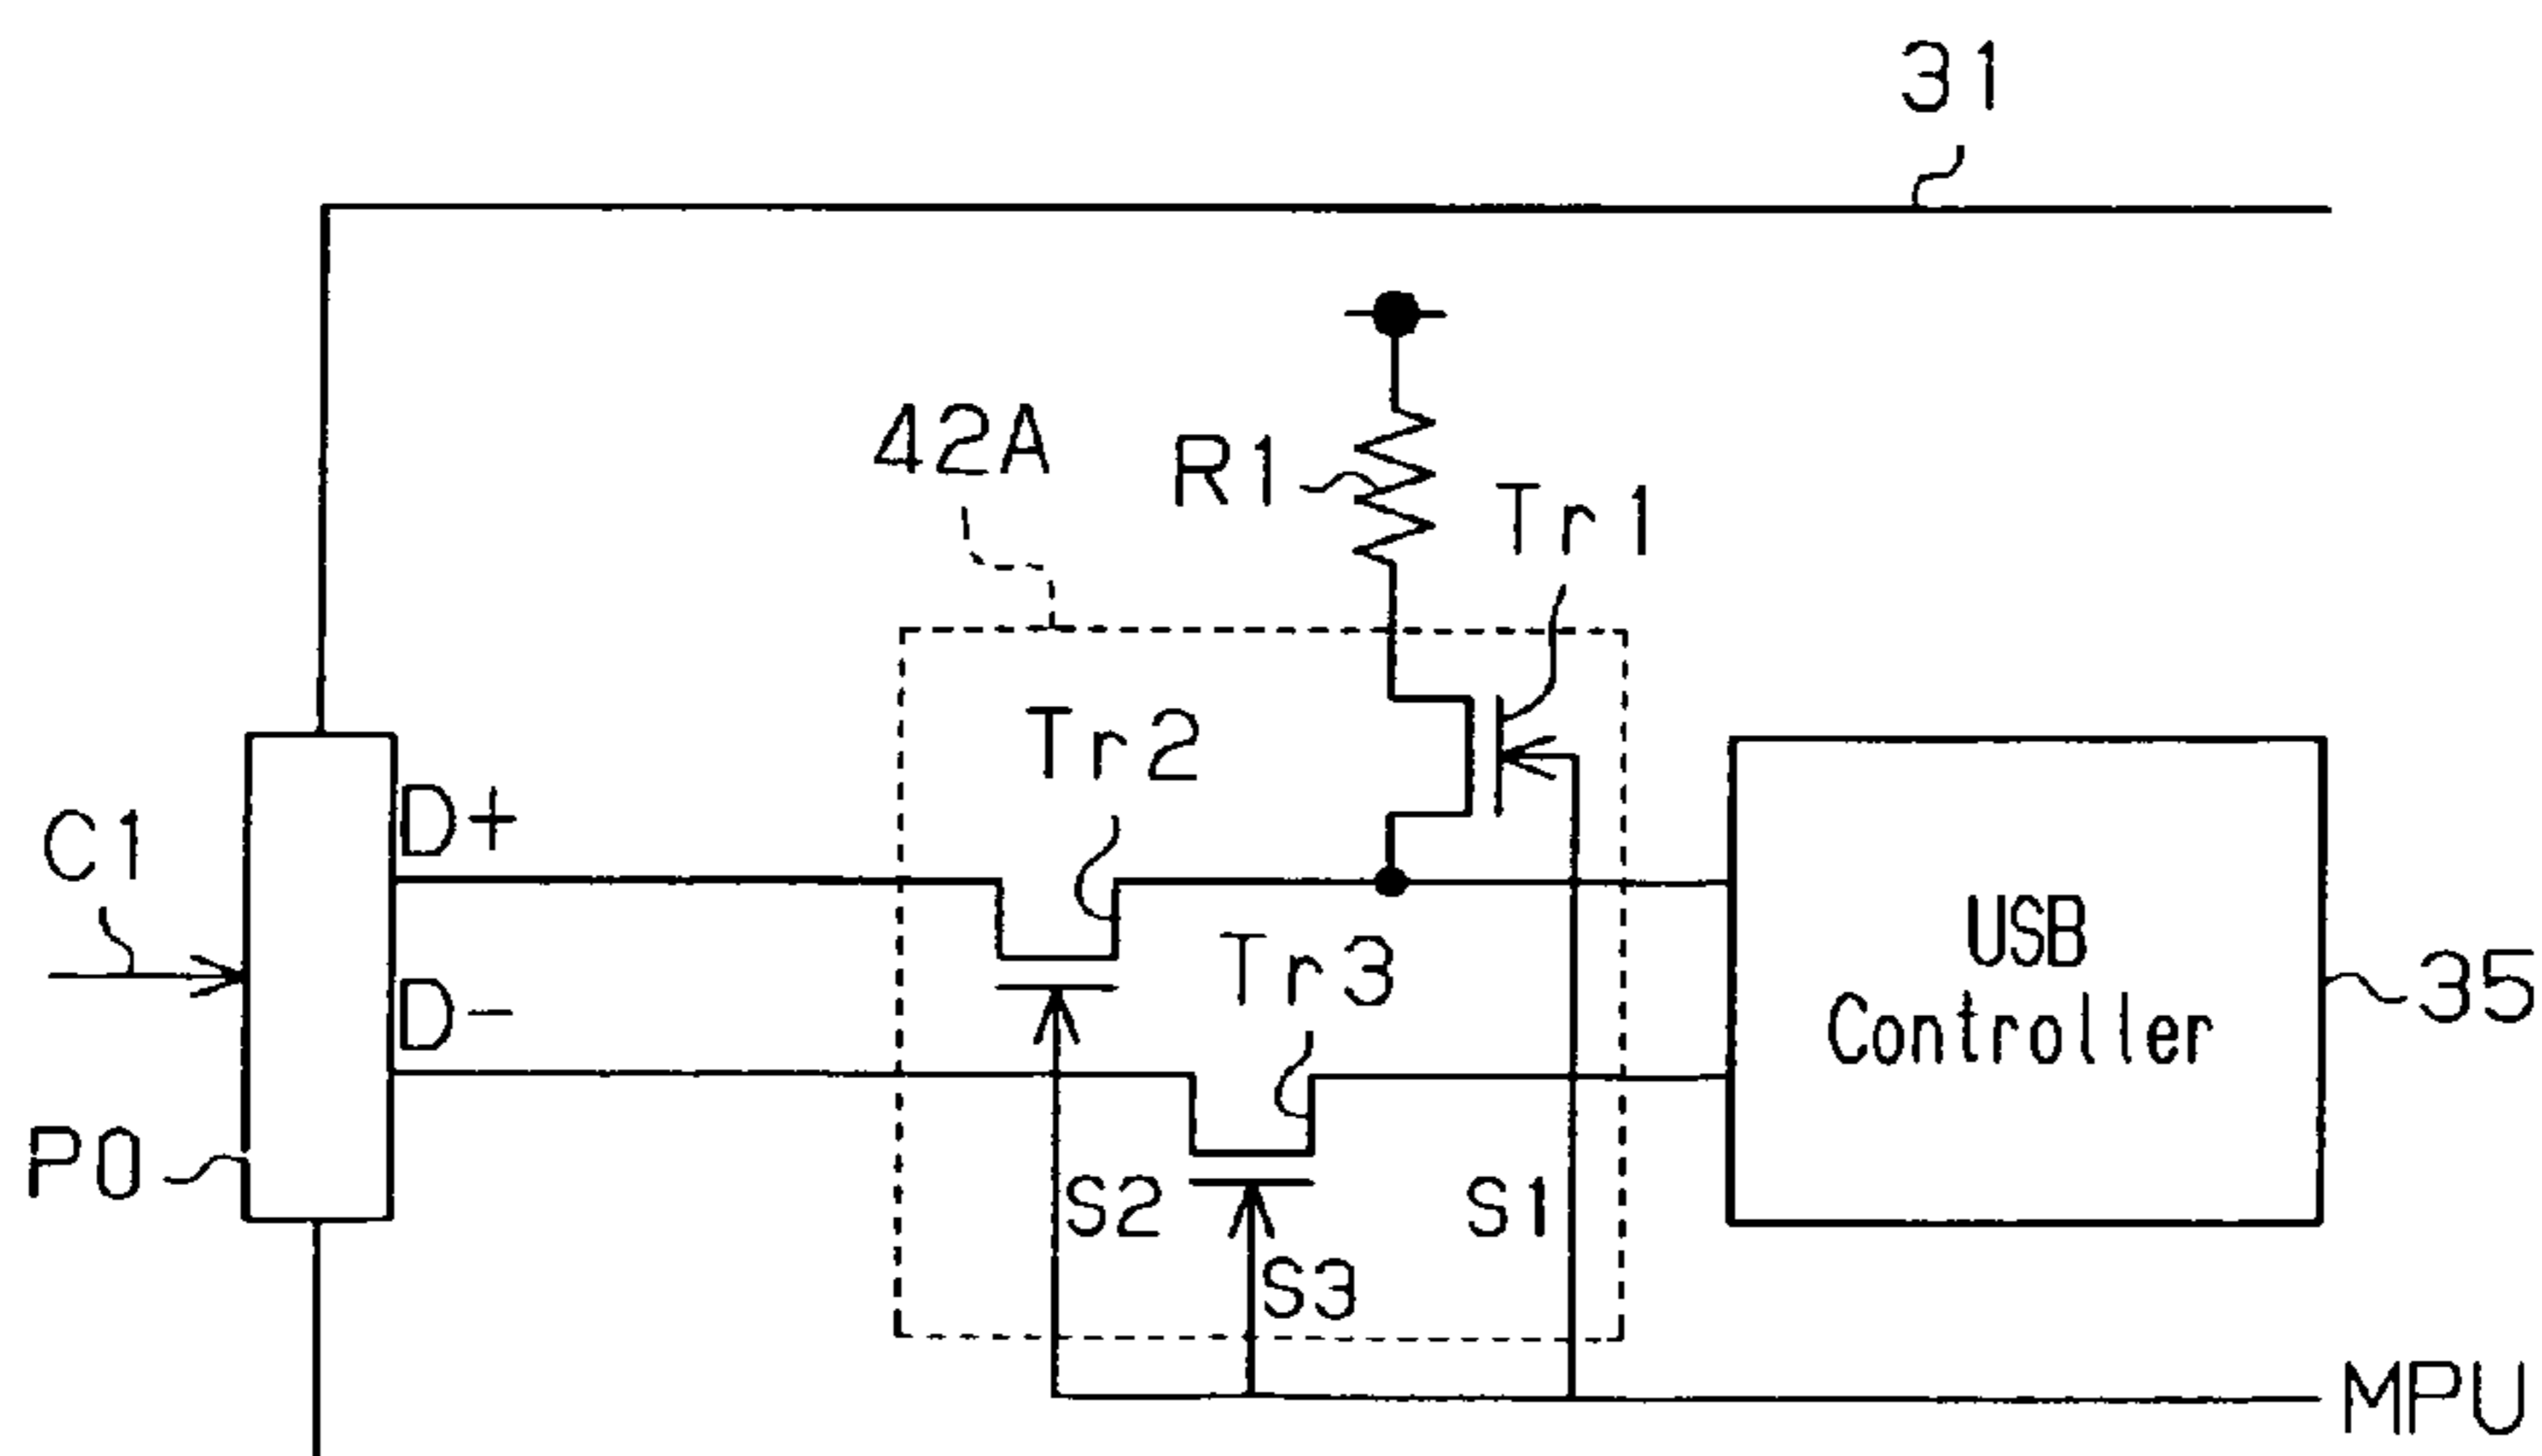 31
42A
R1
Tr1
Tr2
D+
C1
Tr3
USB
Controller
35
D-
P0
S2
S1
S3
MPU